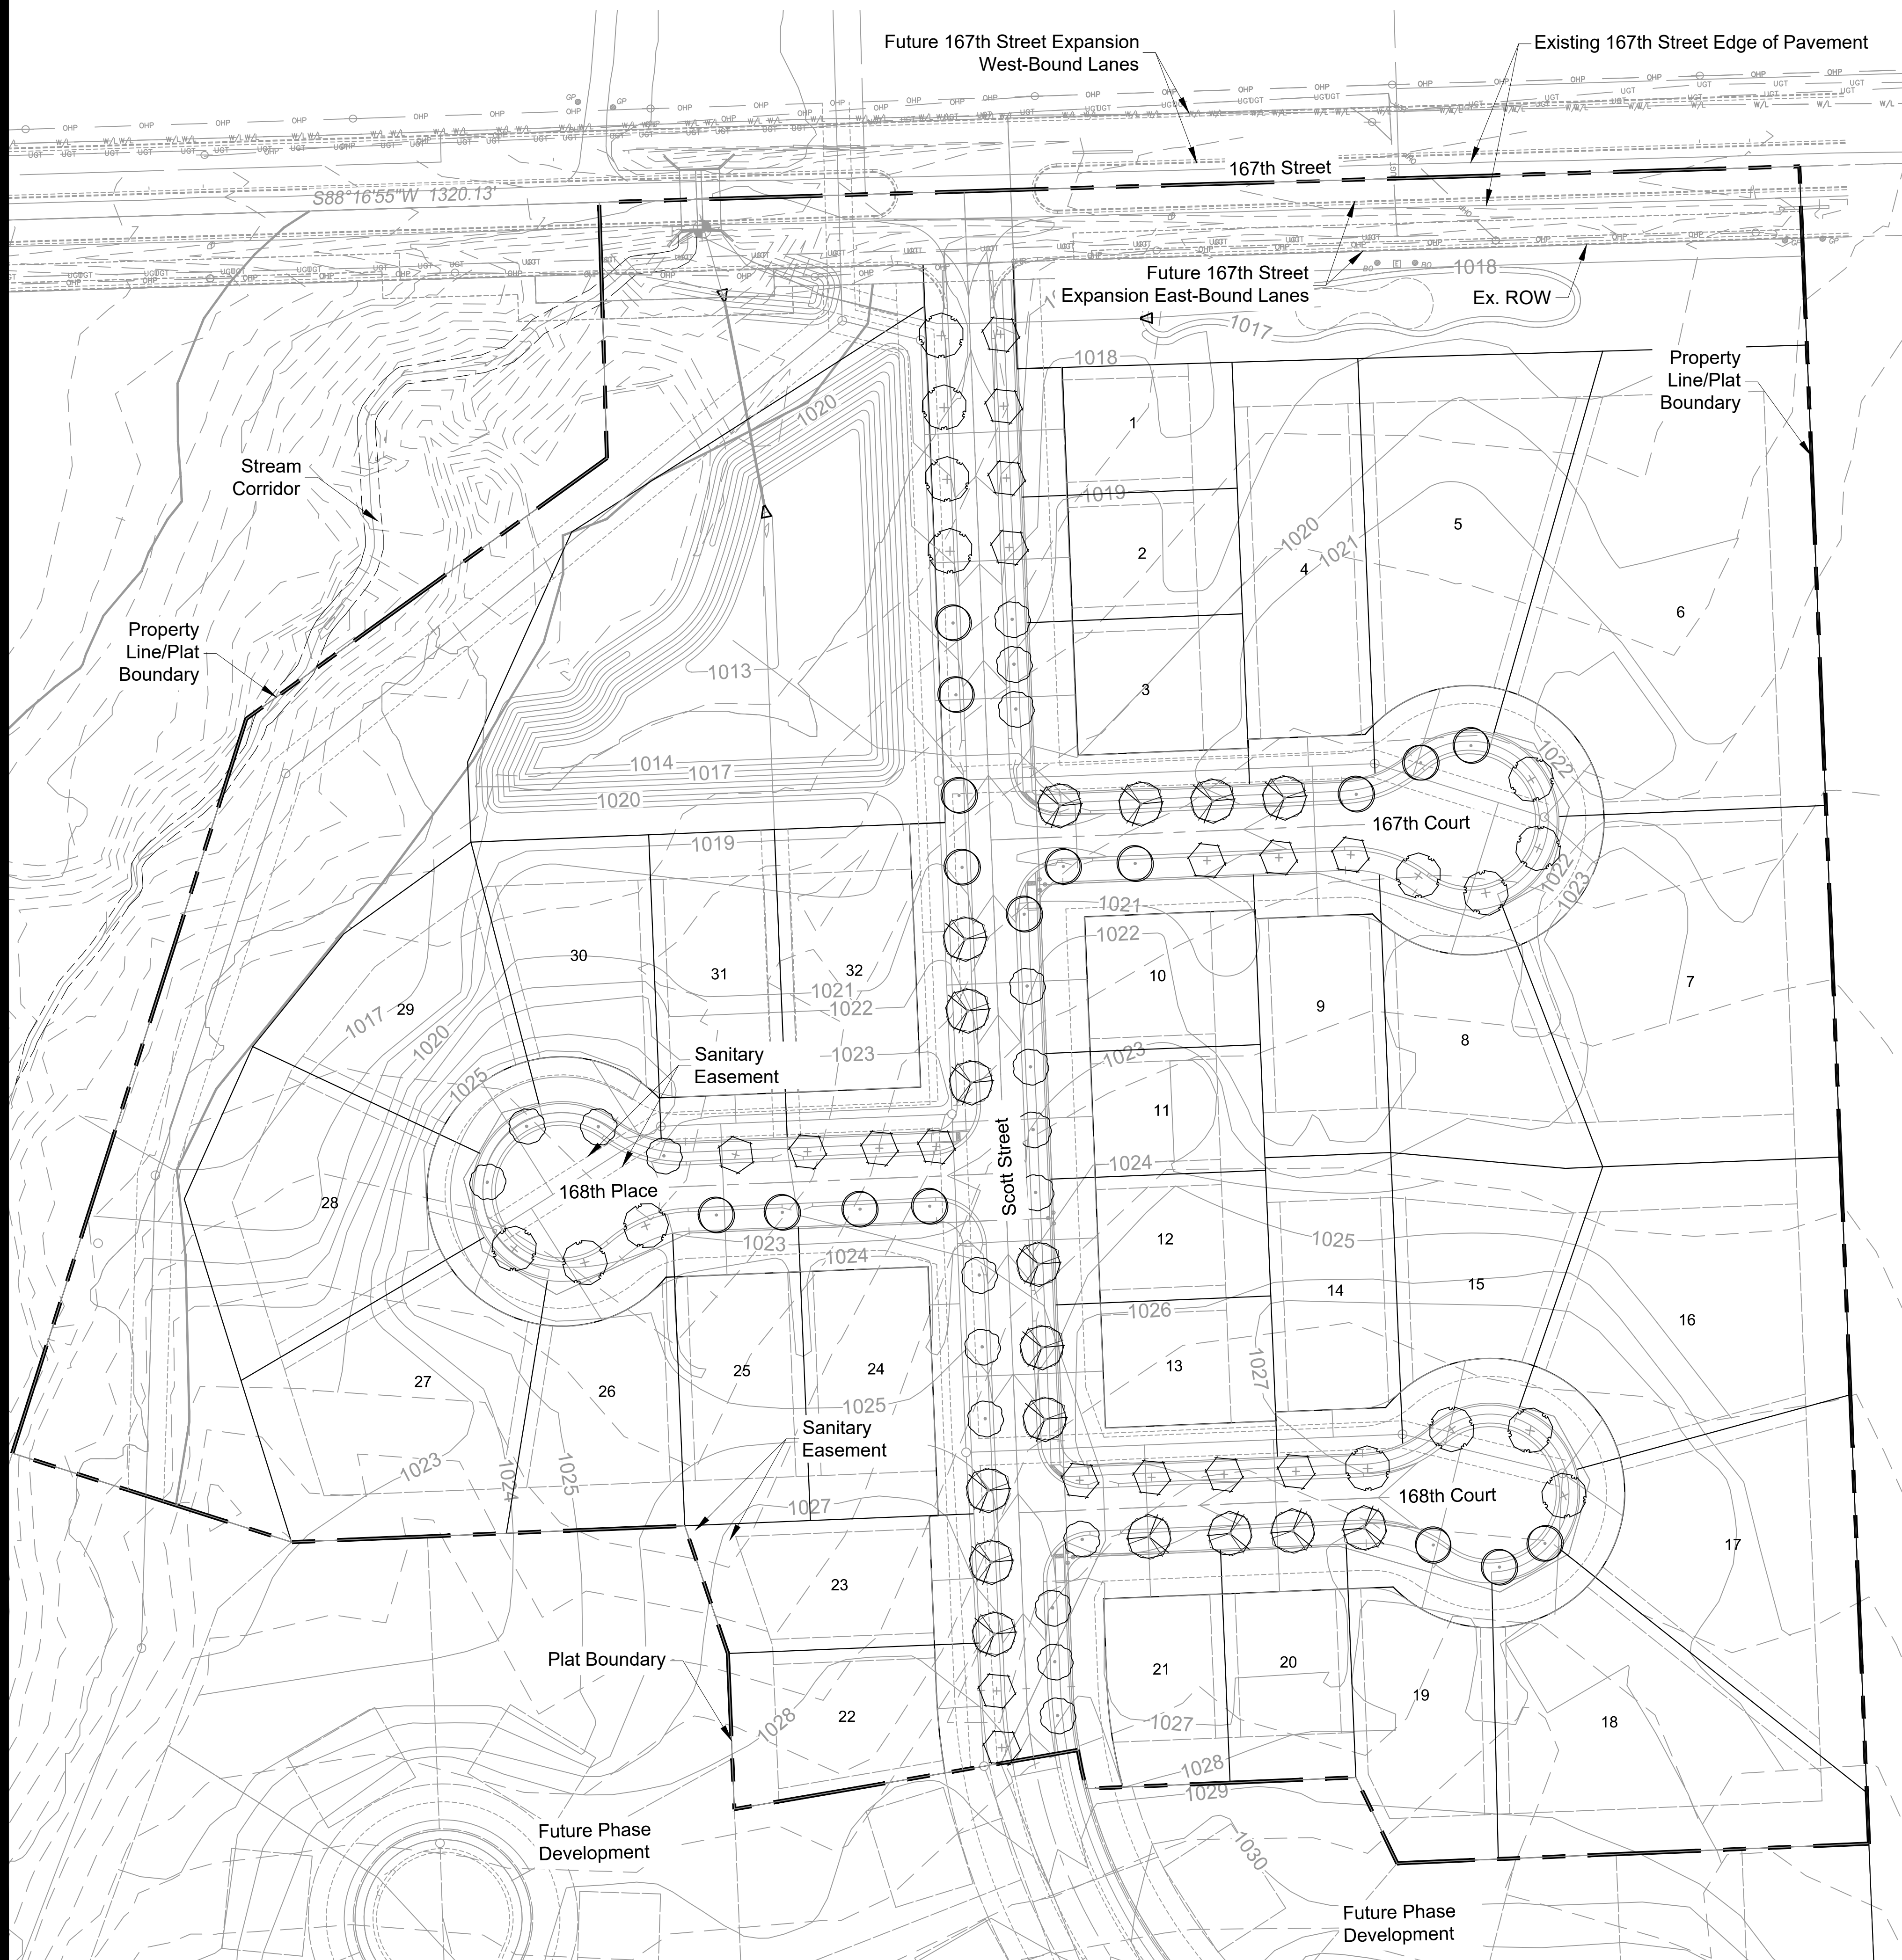 Future 167th Street Expansion
West-Bound Lanes
Existing 167th Street Edge of Pavement
167th Street
S88°16'55"W 1320.13'
Future 167th Street
Expansion East-Bound Lanes
1018
Ex. ROW
1017
1018
Property
Line/Plat
Boundary
1020
1
Stream
Corridor
1019
1020
1021
5
2
4
6
Property
Line/Plat
Boundary
1013
3
1014
1017
1020
1022
167th Court
1019
1022
1023
1021
1022
30
31
32
10
7
1021
1022
9
29
1017
1020
8
Sanitary
Easement
1023
1023
1025
11
Scott Street
1024
168th Place
28
12
1023
1024
1025
14
15
1026
16
13
1027
25
24
27
26
1025
Sanitary
Easement
1023
1024
1025
1027
168th Court
17
23
Plat Boundary
21
20
19
18
22
1028
1027
1028
1029
Future Phase
Development
1030
Future Phase
Development
OHP
UGT
W/L
GP
BO
E